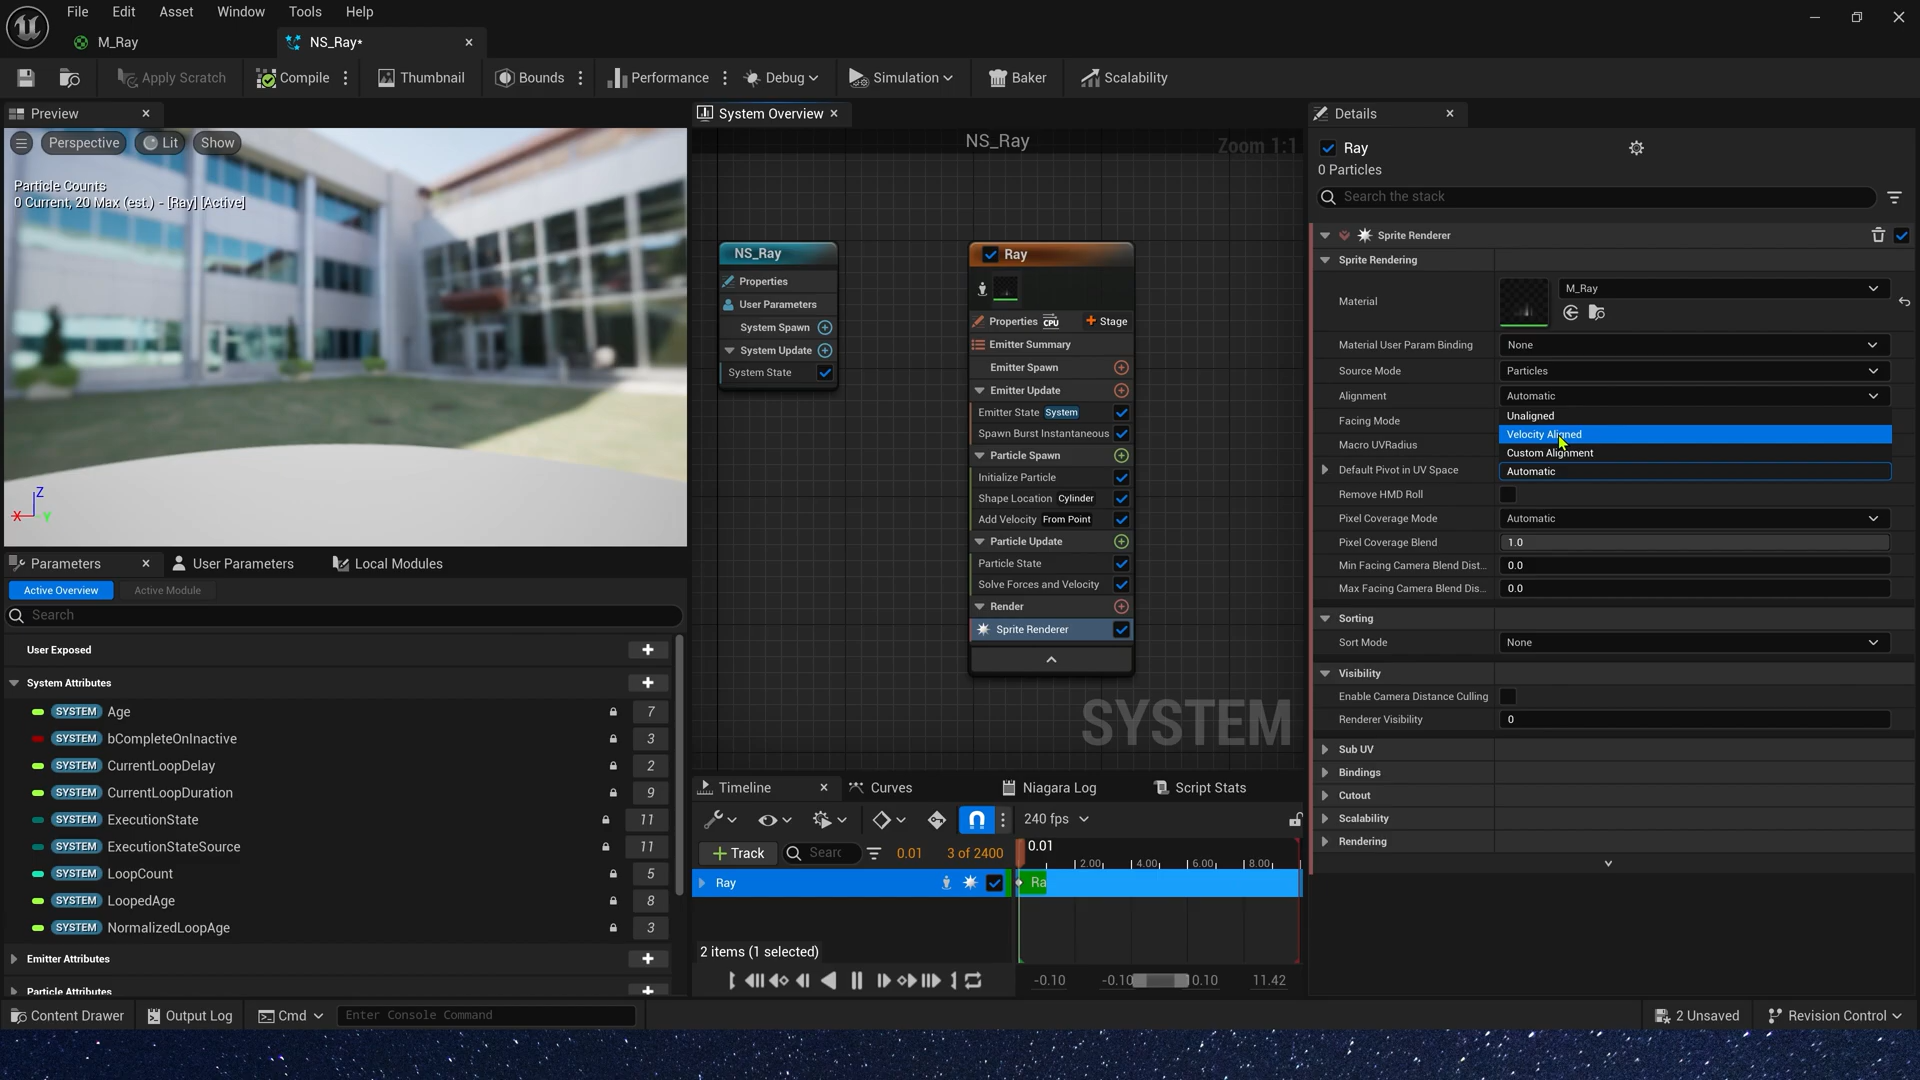 File Edit Asset Window Tools Help
M_Ray
NS_Ray*
Apply Scratch
Compile
Thumbnail
Bounds
Performance
Debug
Simulation
Baker
Scalability
Preview
Perspective
Lit
Show
Particle Counts
0 Current, 20 Max (est.) - [Ray] [Active]
Z
X
Y
Parameters
User Parameters
Local Modules
Active Overview
Active Module
Search
User Exposed
System Attributes
SYSTEM Age 7
SYSTEM bCompleteOnInactive 3
SYSTEM CurrentLoopDelay 2
SYSTEM CurrentLoopDuration 9
SYSTEM ExecutionState 11
SYSTEM ExecutionStateSource 11
SYSTEM LoopCount 5
SYSTEM LoopedAge 8
SYSTEM NormalizedLoopAge 3
Emitter Attributes
Particle Attributes
System Overview
NS_Ray
Zoom 1:1
NS_Ray
Properties
User Parameters
System Spawn
System Update
System State
Ray
Properties CPU Stage
Emitter Summary
Emitter Spawn
Emitter Update
Emitter State System
Spawn Burst Instantaneous
Particle Spawn
Initialize Particle
Shape Location Cylinder
Add Velocity From Point
Particle Update
Particle State
Solve Forces and Velocity
Render
Sprite Renderer
SYSTEM
Timeline
Curves
Niagara Log
Script Stats
240 fps
Track
Searc
0.01
3 of 2400
0.01
2.00 4.00 6.00 8.00
Ray
Ra
2 items (1 selected)
-0.10
-0.10
10.10
11.42
Details
Ray
0 Particles
Search the stack
Sprite Renderer
Sprite Rendering
Material M_Ray
Material User Param Binding None
Source Mode Particles
Alignment Automatic
Unaligned
Facing Mode
Velocity Aligned
Macro UVRadius
Custom Alignment
Default Pivot in UV Space
Automatic
Remove HMD Roll
Pixel Coverage Mode Automatic
Pixel Coverage Blend 1.0
Min Facing Camera Blend Dist... 0.0
Max Facing Camera Blend Dis... 0.0
Sorting
Sort Mode None
Visibility
Enable Camera Distance Culling
Renderer Visibility 0
Sub UV
Bindings
Cutout
Scalability
Rendering
Content Drawer
Output Log
Cmd
Enter Console Command
2 Unsaved
Revision Control